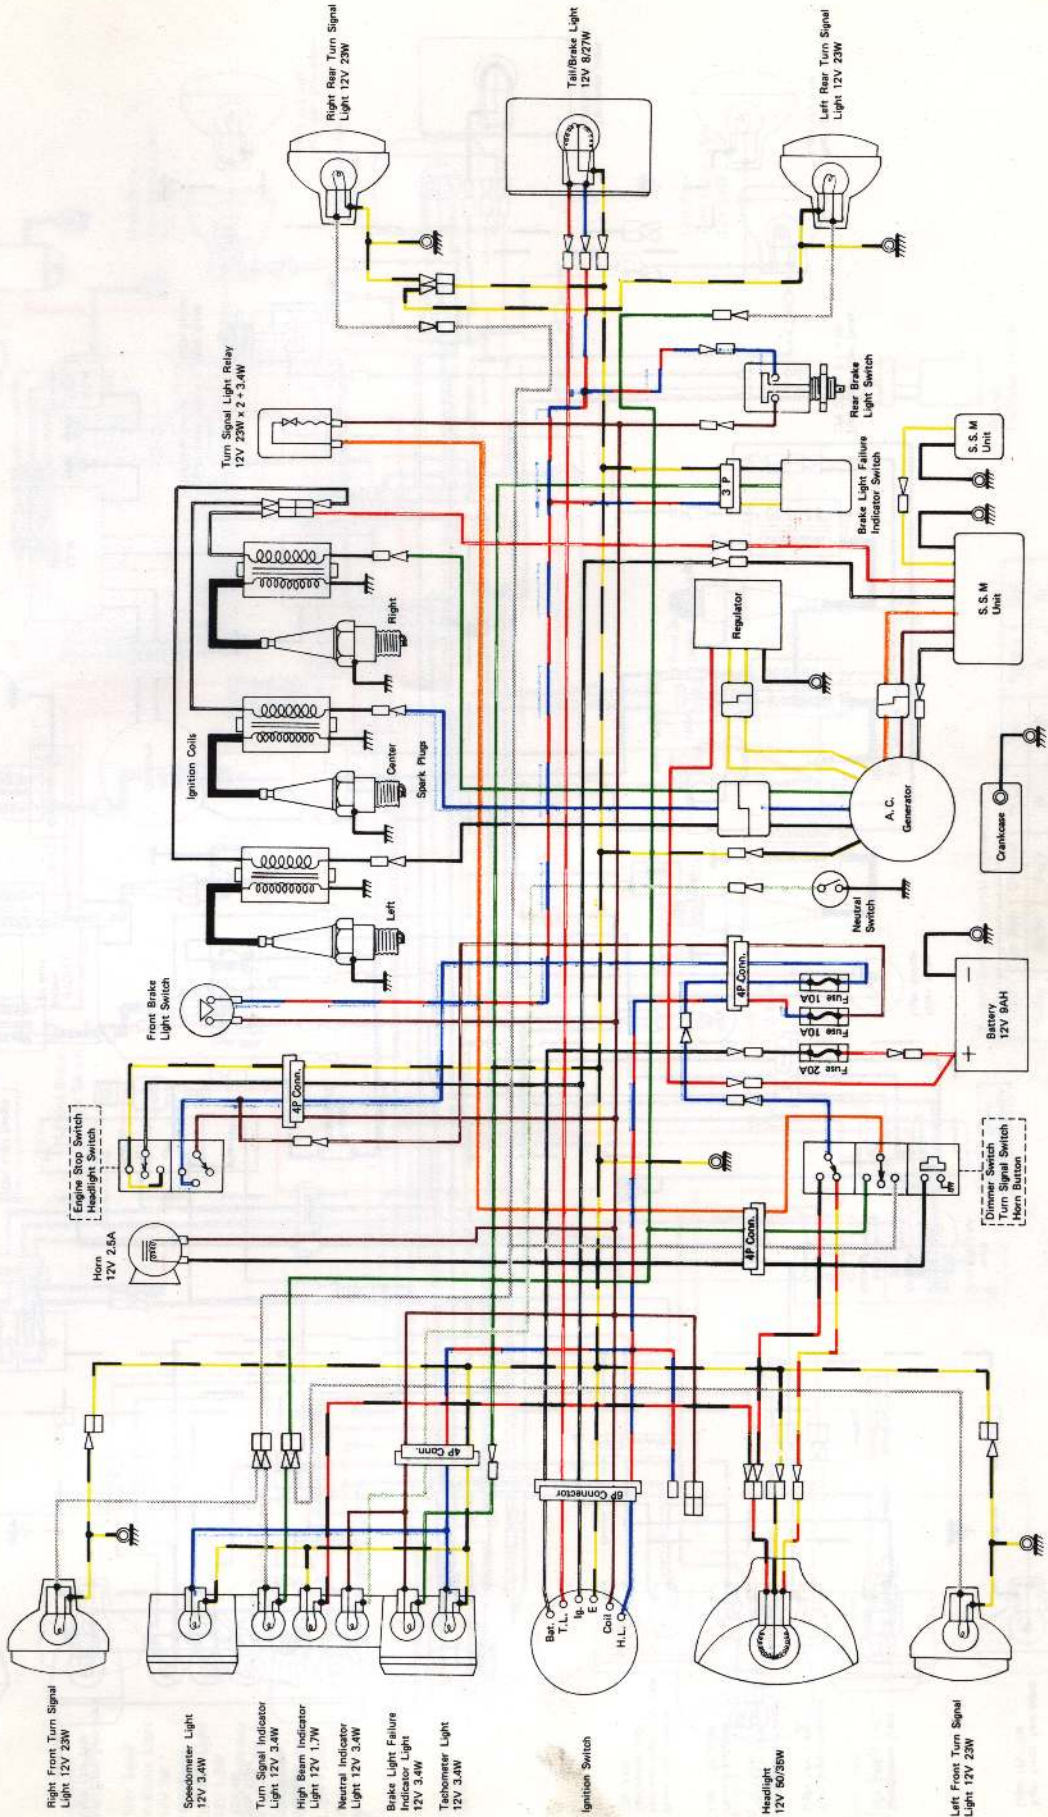 Right Front Turn Signal
Light 12V 23W
Speedometer Light
12V 3.4W
Turn Signal Indicator
Light 12V 3.4W
High Beam Indicator
Light 12V 1.7W
Neutral Indicator
Light 12V 3.4W
Brake Light Failure
Indicator Light
12V 3.4W
Tachometer Light
12V 3.4W
Ignition Switch
Headlight
12V 50/35W
Left Front Turn Signal
Light 12V 23W
Bat.
T.L.
Ig.
E
Coil
H.L.
4P Conn.
6P Connector
Horn
12V 2.5A
Engine Stop Switch
Headlight Switch
4P Conn.
4P Conn.
Dimmer Switch
Turn Signal Switch
Horn Button
Front Brake
Light Switch
4P Conn.
Fuse 10A
Fuse 10A
Fuse 20A
Battery
12V 9AH
+
−
Left
Center
Right
Spark Plugs
Ignition Coils
Neutral
Switch
A.C.
Generator
Crankcase
Regulator
S.S.M
Unit
S.S.M
Unit
Turn Signal Light Relay
12V 23W x 2 + 3.4W
3 P
Brake Light Failure
Indicator Switch
Rear Brake
Light Switch
Right Rear Turn Signal
Light 12V 23W
Tail/Brake Light
12V 8/27W
Left Rear Turn Signal
Light 12V 23W